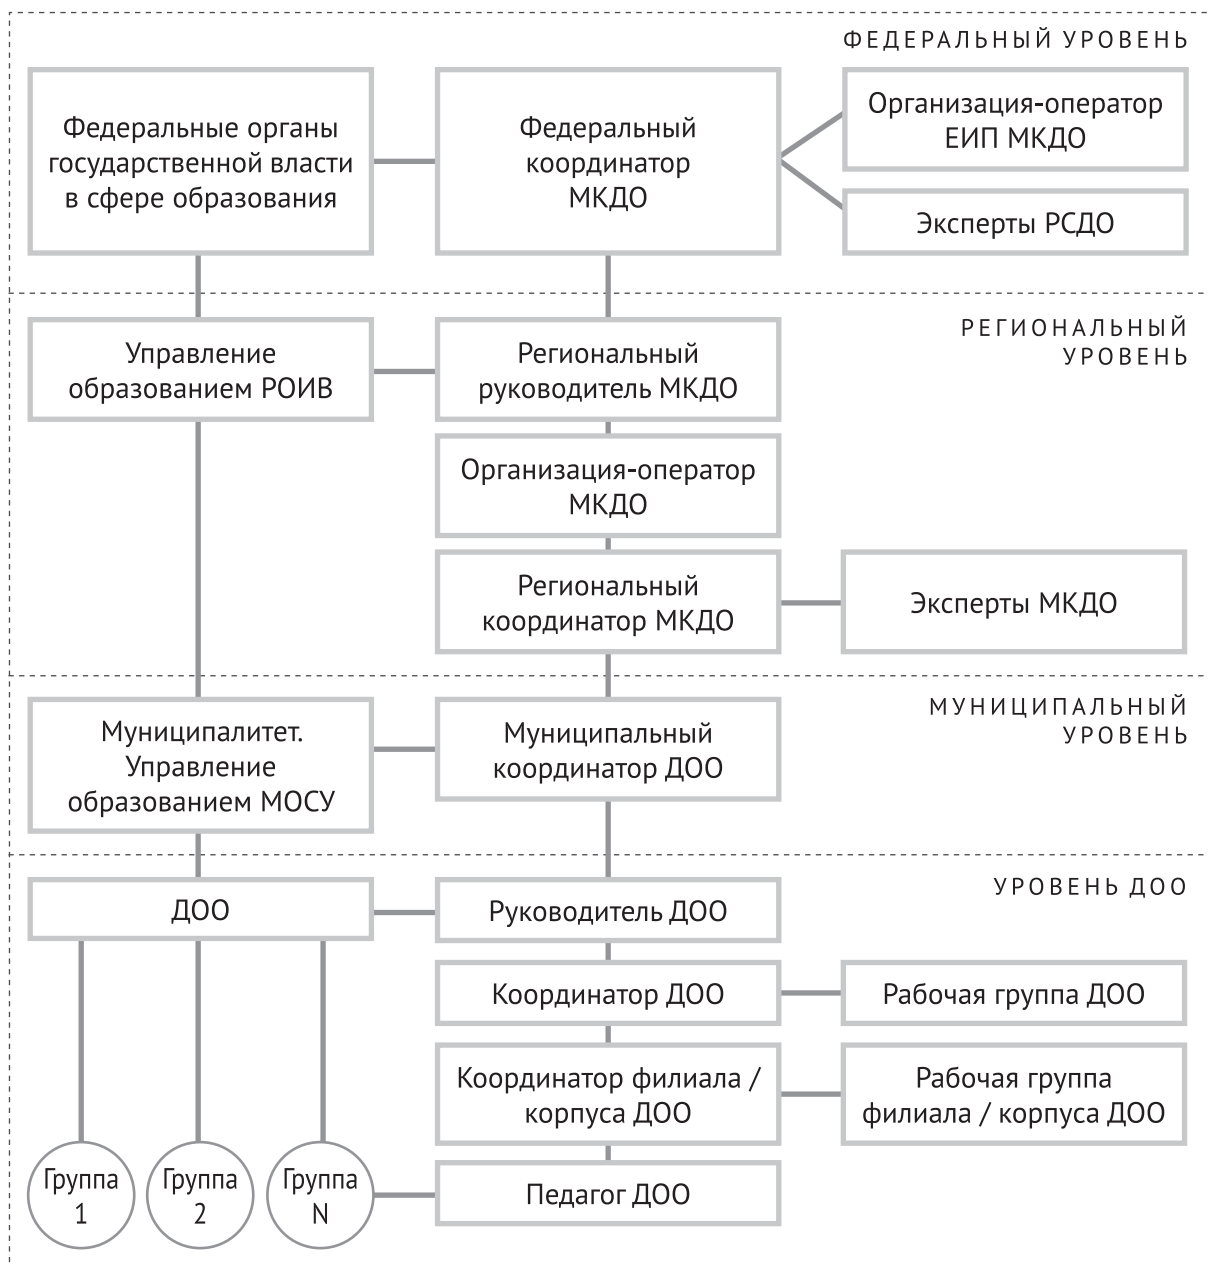 ФЕДЕРАЛЬНЫЙ УРОВЕНЬ
Федеральные органы
государственной власти
в сфере образования
Федеральный
координатор
МКДО
Организация-оператор
ЕИП МКДО
Эксперты РСДО
РЕГИОНАЛЬНЫЙ
УРОВЕНЬ
Управление
образованием РОИВ
Региональный
руководитель МКДО
Организация-оператор
МКДО
Региональный
координатор МКДО
Эксперты МКДО
МУНИЦИПАЛЬНЫЙ
УРОВЕНЬ
Муниципалитет.
Управление
образованием МОСУ
Муниципальный
координатор ДОО
УРОВЕНЬ ДОО
ДОО
Руководитель ДОО
Координатор ДОО
Рабочая группа ДОО
Координатор филиала /
корпуса ДОО
Рабочая группа
филиала / корпуса ДОО
Группа
1
Группа
2
Группа
N
Педагог ДОО